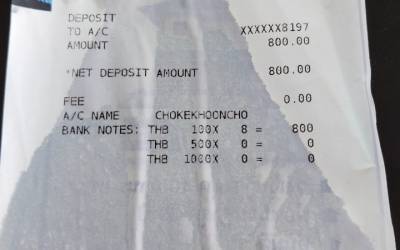 DEPOSIT
TO A/C XXXXXX8197
AMOUNT 800.00
*NET DEPOSIT AMOUNT 800.00
FEE 0.00
A/C NAME CHOKEKHOONCHO
BANK NOTES: THB 100X 8 = 800
THB 500X 0 = 0
THB 1000X 0 = 0